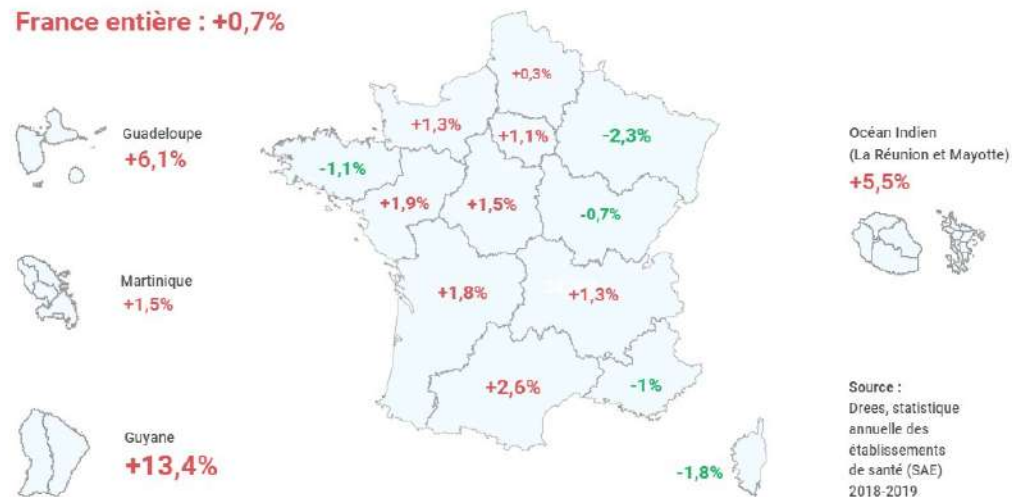 France entière : +0,7%
+0,3%
+1,3%
+1,1%
-2,3%
Guadeloupe
+6,1%
-1,1%
Océan Indien
(La Réunion et Mayotte)
+5,5%
+1,9%
+1,5%
-0,7%
Martinique
+1,5%
+1,8%
+1,3%
+2,6%
-1%
Guyane
+13,4%
-1,8%
Source :
Drees, statistique
annuelle des
établissements
de santé (SAE)
2018-2019